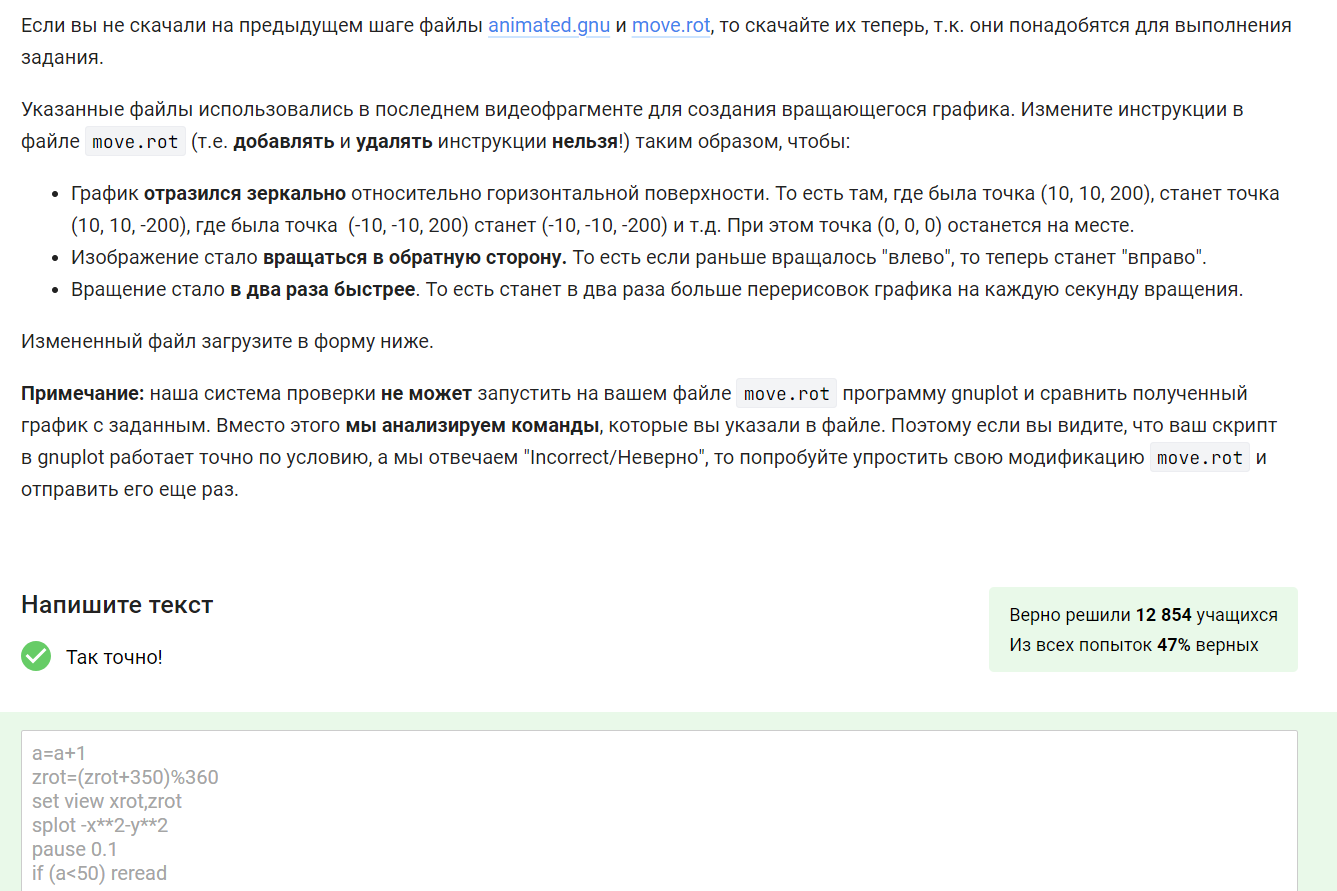 Если вы не скачали на предыдущем шаге файлы animated.gnu и move.rot, то скачайте их теперь, т.к. они понадобятся для выполнения
задания.
Указанные файлы использовались в последнем видеофрагменте для создания вращающегося графика. Измените инструкции в
файле move.rot (т.е. добавлять и удалять инструкции нельзя!) таким образом, чтобы:
• График отразился зеркально относительно горизонтальной поверхности. То есть там, где была точка (10, 10, 200), станет точка
(10, 10, -200), где была точка (-10, -10, 200) станет (-10, -10, -200) и т.д. При этом точка (0, 0, 0) останется на месте.
• Изображение стало вращаться в обратную сторону. То есть если раньше вращалось "влево", то теперь станет "вправо".
• Вращение стало в два раза быстрее. То есть станет в два раза больше перерисовок графика на каждую секунду вращения.
Измененный файл загрузите в форму ниже.
Примечание: наша система проверки не может запустить на вашем файле move.rot программу gnuplot и сравнить полученный
график с заданным. Вместо этого мы анализируем команды, которые вы указали в файле. Поэтому если вы видите, что ваш скрипт
в gnuplot работает точно по условию, а мы отвечаем "Incorrect/Неверно", то попробуйте упростить свою модификацию move.rot и
отправить его еще раз.
Напишите текст
Верно решили 12 854 учащихся
Из всех попыток 47% верных
Так точно!
a=a+1
zrot=(zrot+350)%360
set view xrot,zrot
splot -x**2-y**2
pause 0.1
if (a<50) reread